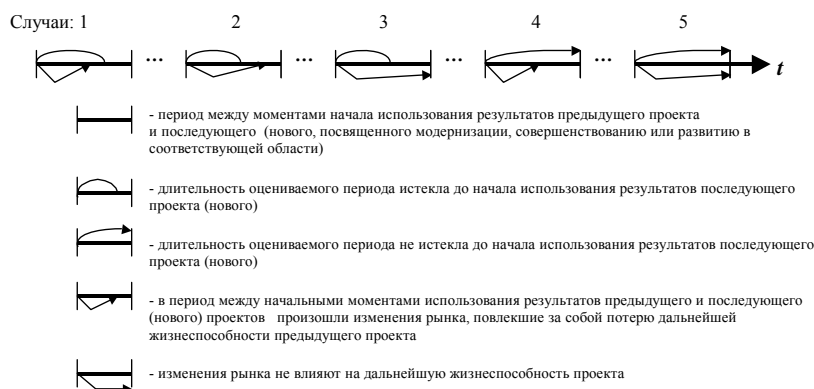 Случаи: 1 2 3 4 5
... ... ... ... t
- период между моментами начала использования результатов предыдущего проекта
и последующего (нового, посвященного модернизации, совершенствованию или развитию в
соответствующей области)
- длительность оцениваемого периода истекла до начала использования результатов последующего
проекта (нового)
- длительность оцениваемого периода не истекла до начала использования результатов последующего
проекта (нового)
- в период между начальными моментами использования результатов предыдущего и последующего
(нового) проектов произошли изменения рынка, повлекшие за собой потерю дальнейшей
жизнеспособности предыдущего проекта
- изменения рынка не влияют на дальнейшую жизнеспособность проекта